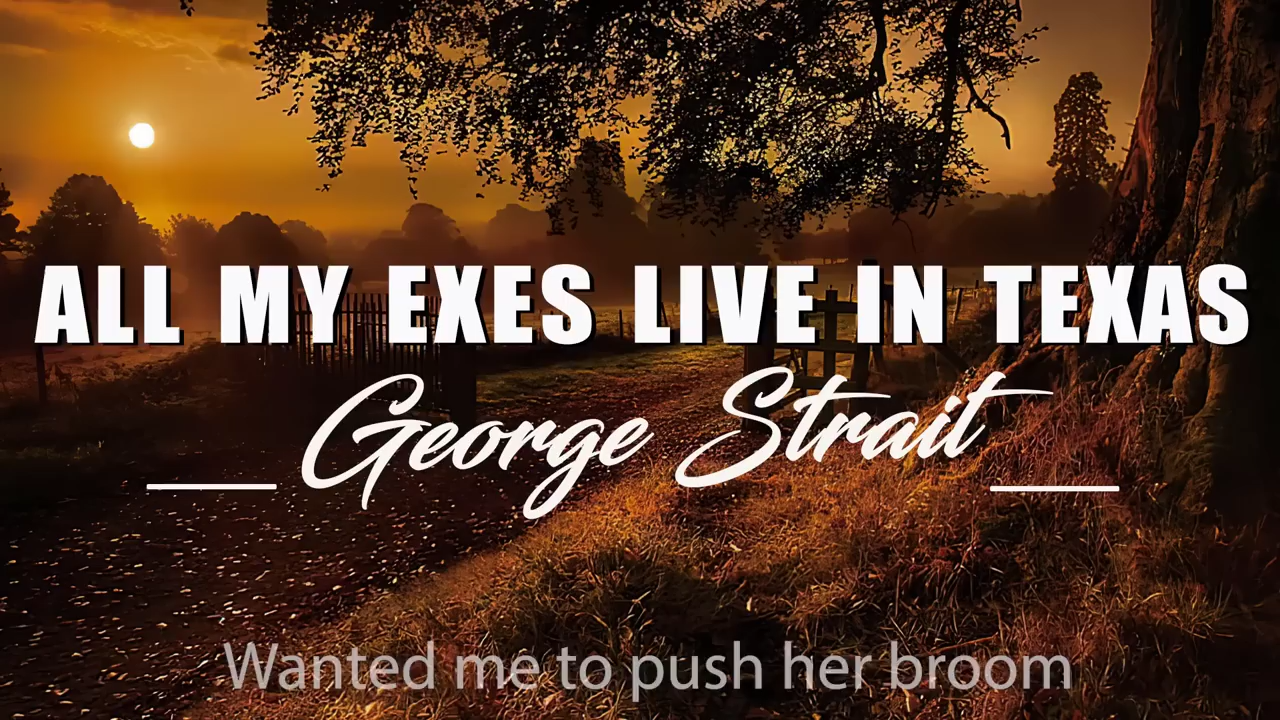 ALL MY EXES LIVE IN TEXAS
George Strait
Wanted me to push her broom